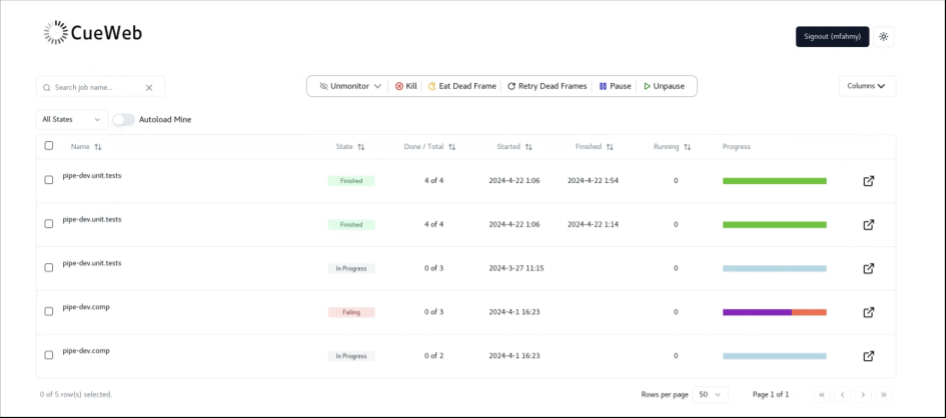 CueWeb
Signout (mfahmy)
Search job name...
Unmonitor Kill Eat Dead Frame Retry Dead Frames Pause Unpause
Columns
All States Autoload Mine
Name State Done / Total Started Finished Running Progress
pipe-dev.unit.tests Finished 4 of 4 2024-4-22 1:06 2024-4-22 1:54 0
pipe-dev.unit.tests Finished 4 of 4 2024-4-22 1:06 2024-4-22 1:14 0
pipe-dev.unit.tests In Progress 0 of 3 2024-3-27 11:15 0
pipe-dev.comp Failing 0 of 3 2024-4-1 16:23 0
pipe-dev.comp In Progress 0 of 2 2024-4-1 16:23 0
0 of 5 row(s) selected. Rows per page 50 Page 1 of 1